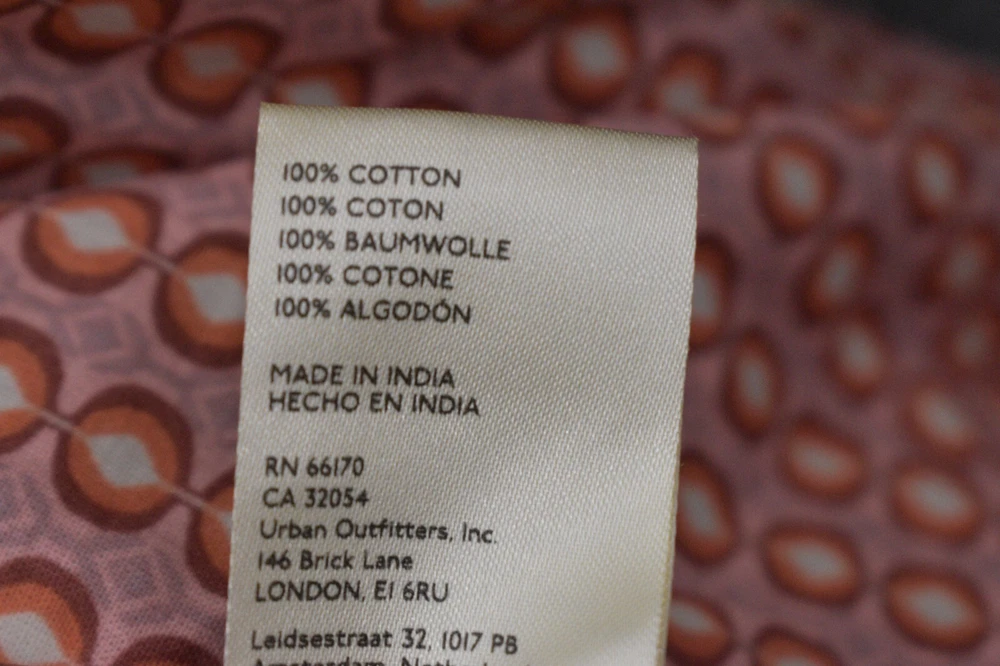 100% COTTON
100% COTON
100% BAUMWOLLE
100% COTONE
100% ALGODÓN
MADE IN INDIA
HECHO EN INDIA
RN 66170
CA 32054
Urban Outfitters, Inc.
146 Brick Lane
LONDON, E1 6RU
Leidsestraat 32, 1017 PB
Amsterdam,